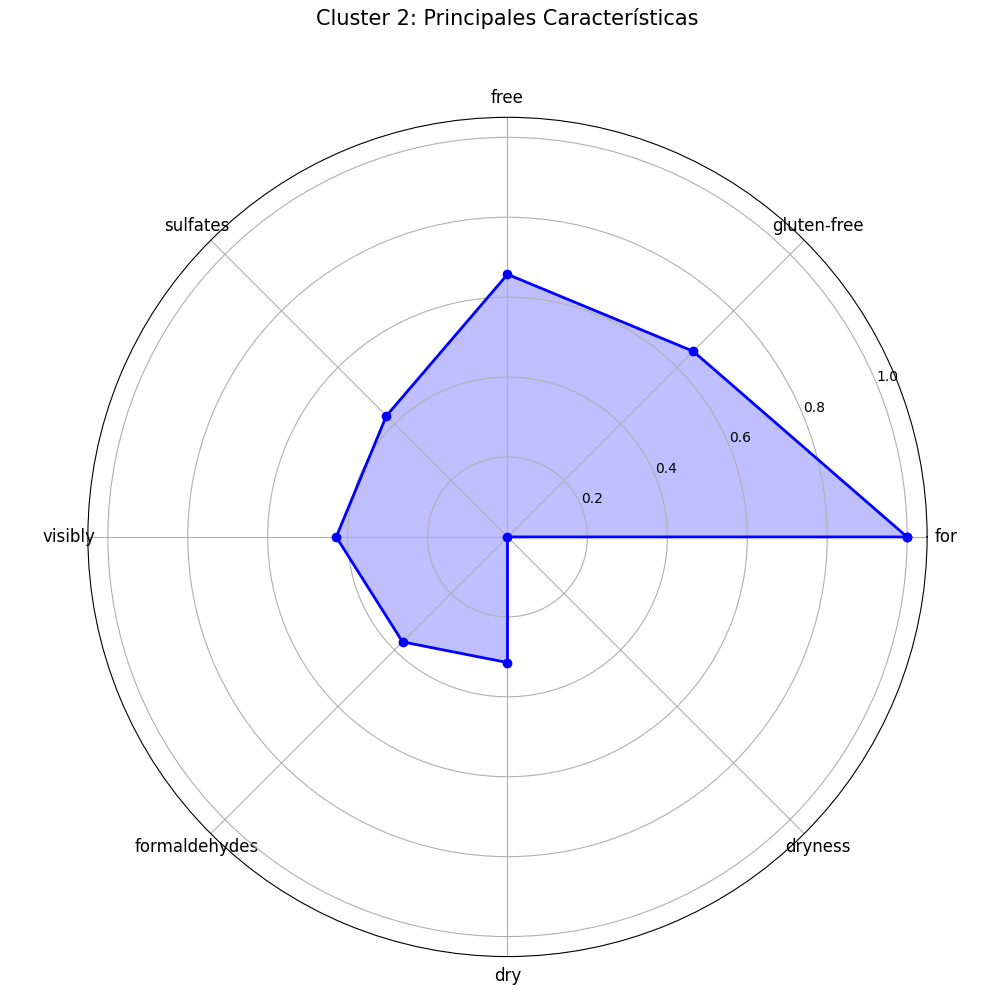 Cluster 2: Principales Características
free
sulfates
gluten-free
1.0
0.8
0.6
0.4
0.2
visibly
for
formaldehydes
dryness
dry